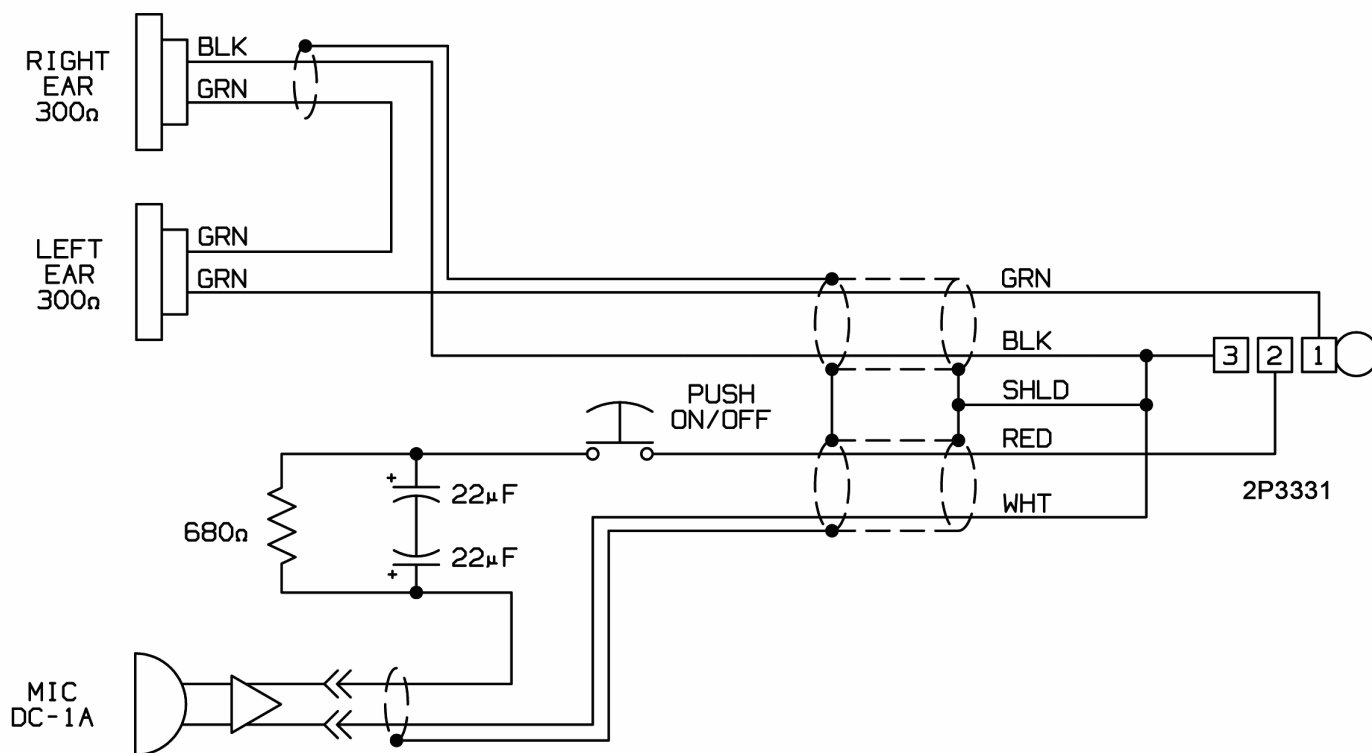 RIGHT
EAR
300Ω
BLK
GRN
LEFT
EAR
300Ω
GRN
GRN
GRN
BLK
SHLD
RED
WHT
3 2 1
2P3331
PUSH
ON/OFF
680Ω
+
22μF
22μF
+
MIC
DC-1A